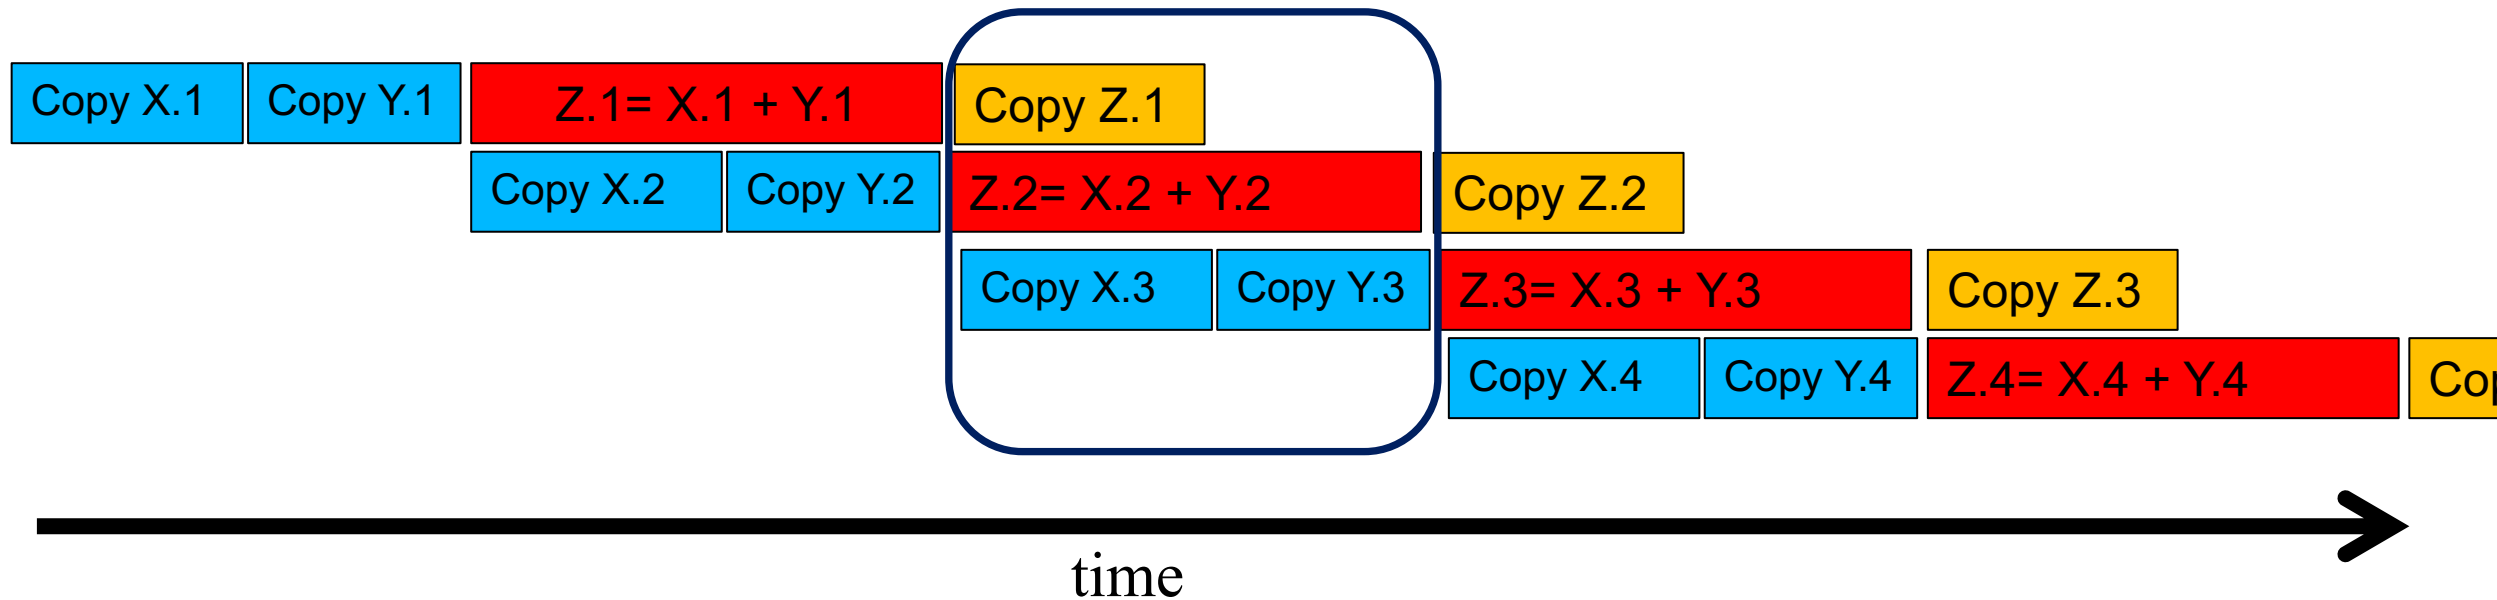 Copy X.1 Copy Y.1 Z.1= X.1 + Y.1 Copy Z.1
Copy X.2 Copy Y.2 Z.2= X.2 + Y.2 Copy Z.2
Copy X.3 Copy Y.3 Z.3= X.3 + Y.3 Copy Z.3
Copy X.4 Copy Y.4 Z.4= X.4 + Y.4
time